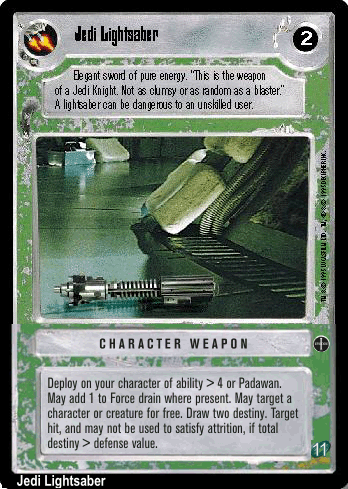 Jedi Lightsaber
2
Elegant sword of pure energy. "This is the weapon
of a Jedi Knight. Not as clumsy or as random as a blaster."
A lightsaber can be dangerous to an unskilled user.
CHARACTER WEAPON
Deploy on your character of ability > 4 or Padawan.
May add 1 to Force drain where present. May target a
character or creature for free. Draw two destiny. Target
hit, and may not be used to satisfy attrition, if total
destiny > defense value.
11
Jedi Lightsaber